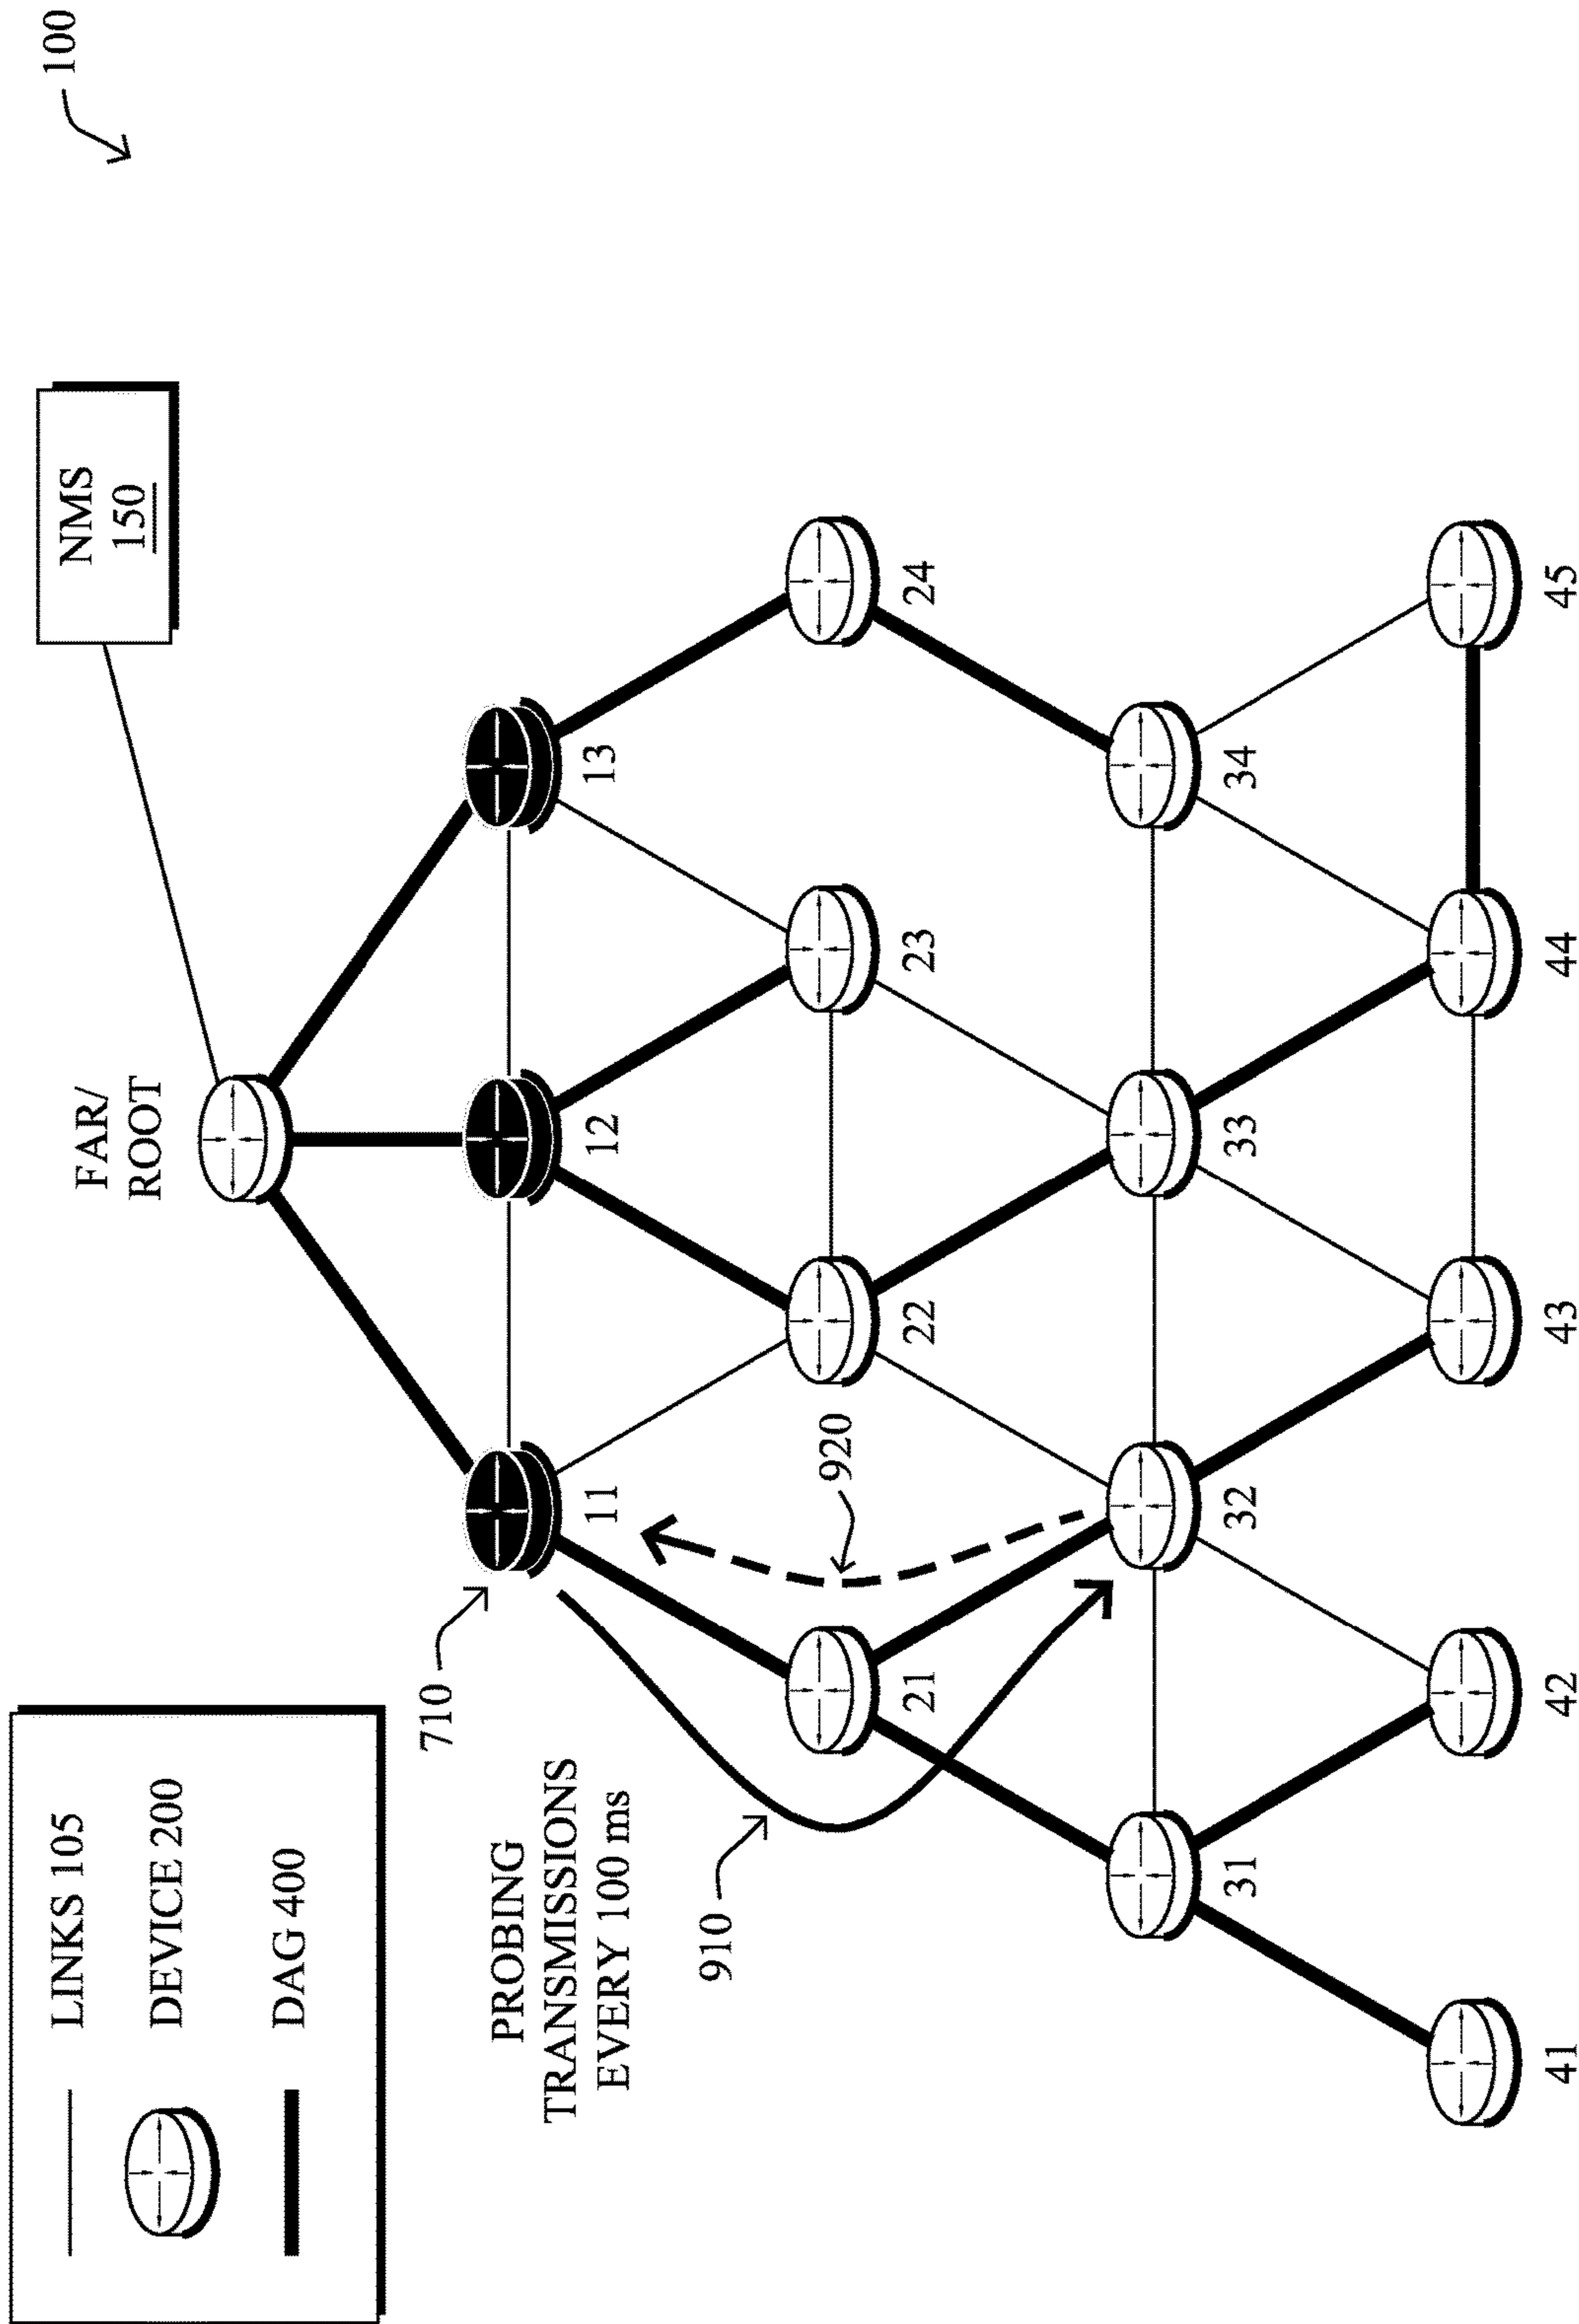 100
NMS
150
FAR/
ROOT
LINKS 105
DEVICE 200
DAG 400
710
11
12
13
PROBING
TRANSMISSIONS
EVERY 100 ms
910
920
21
22
23
24
31
32
33
34
41
42
43
44
45